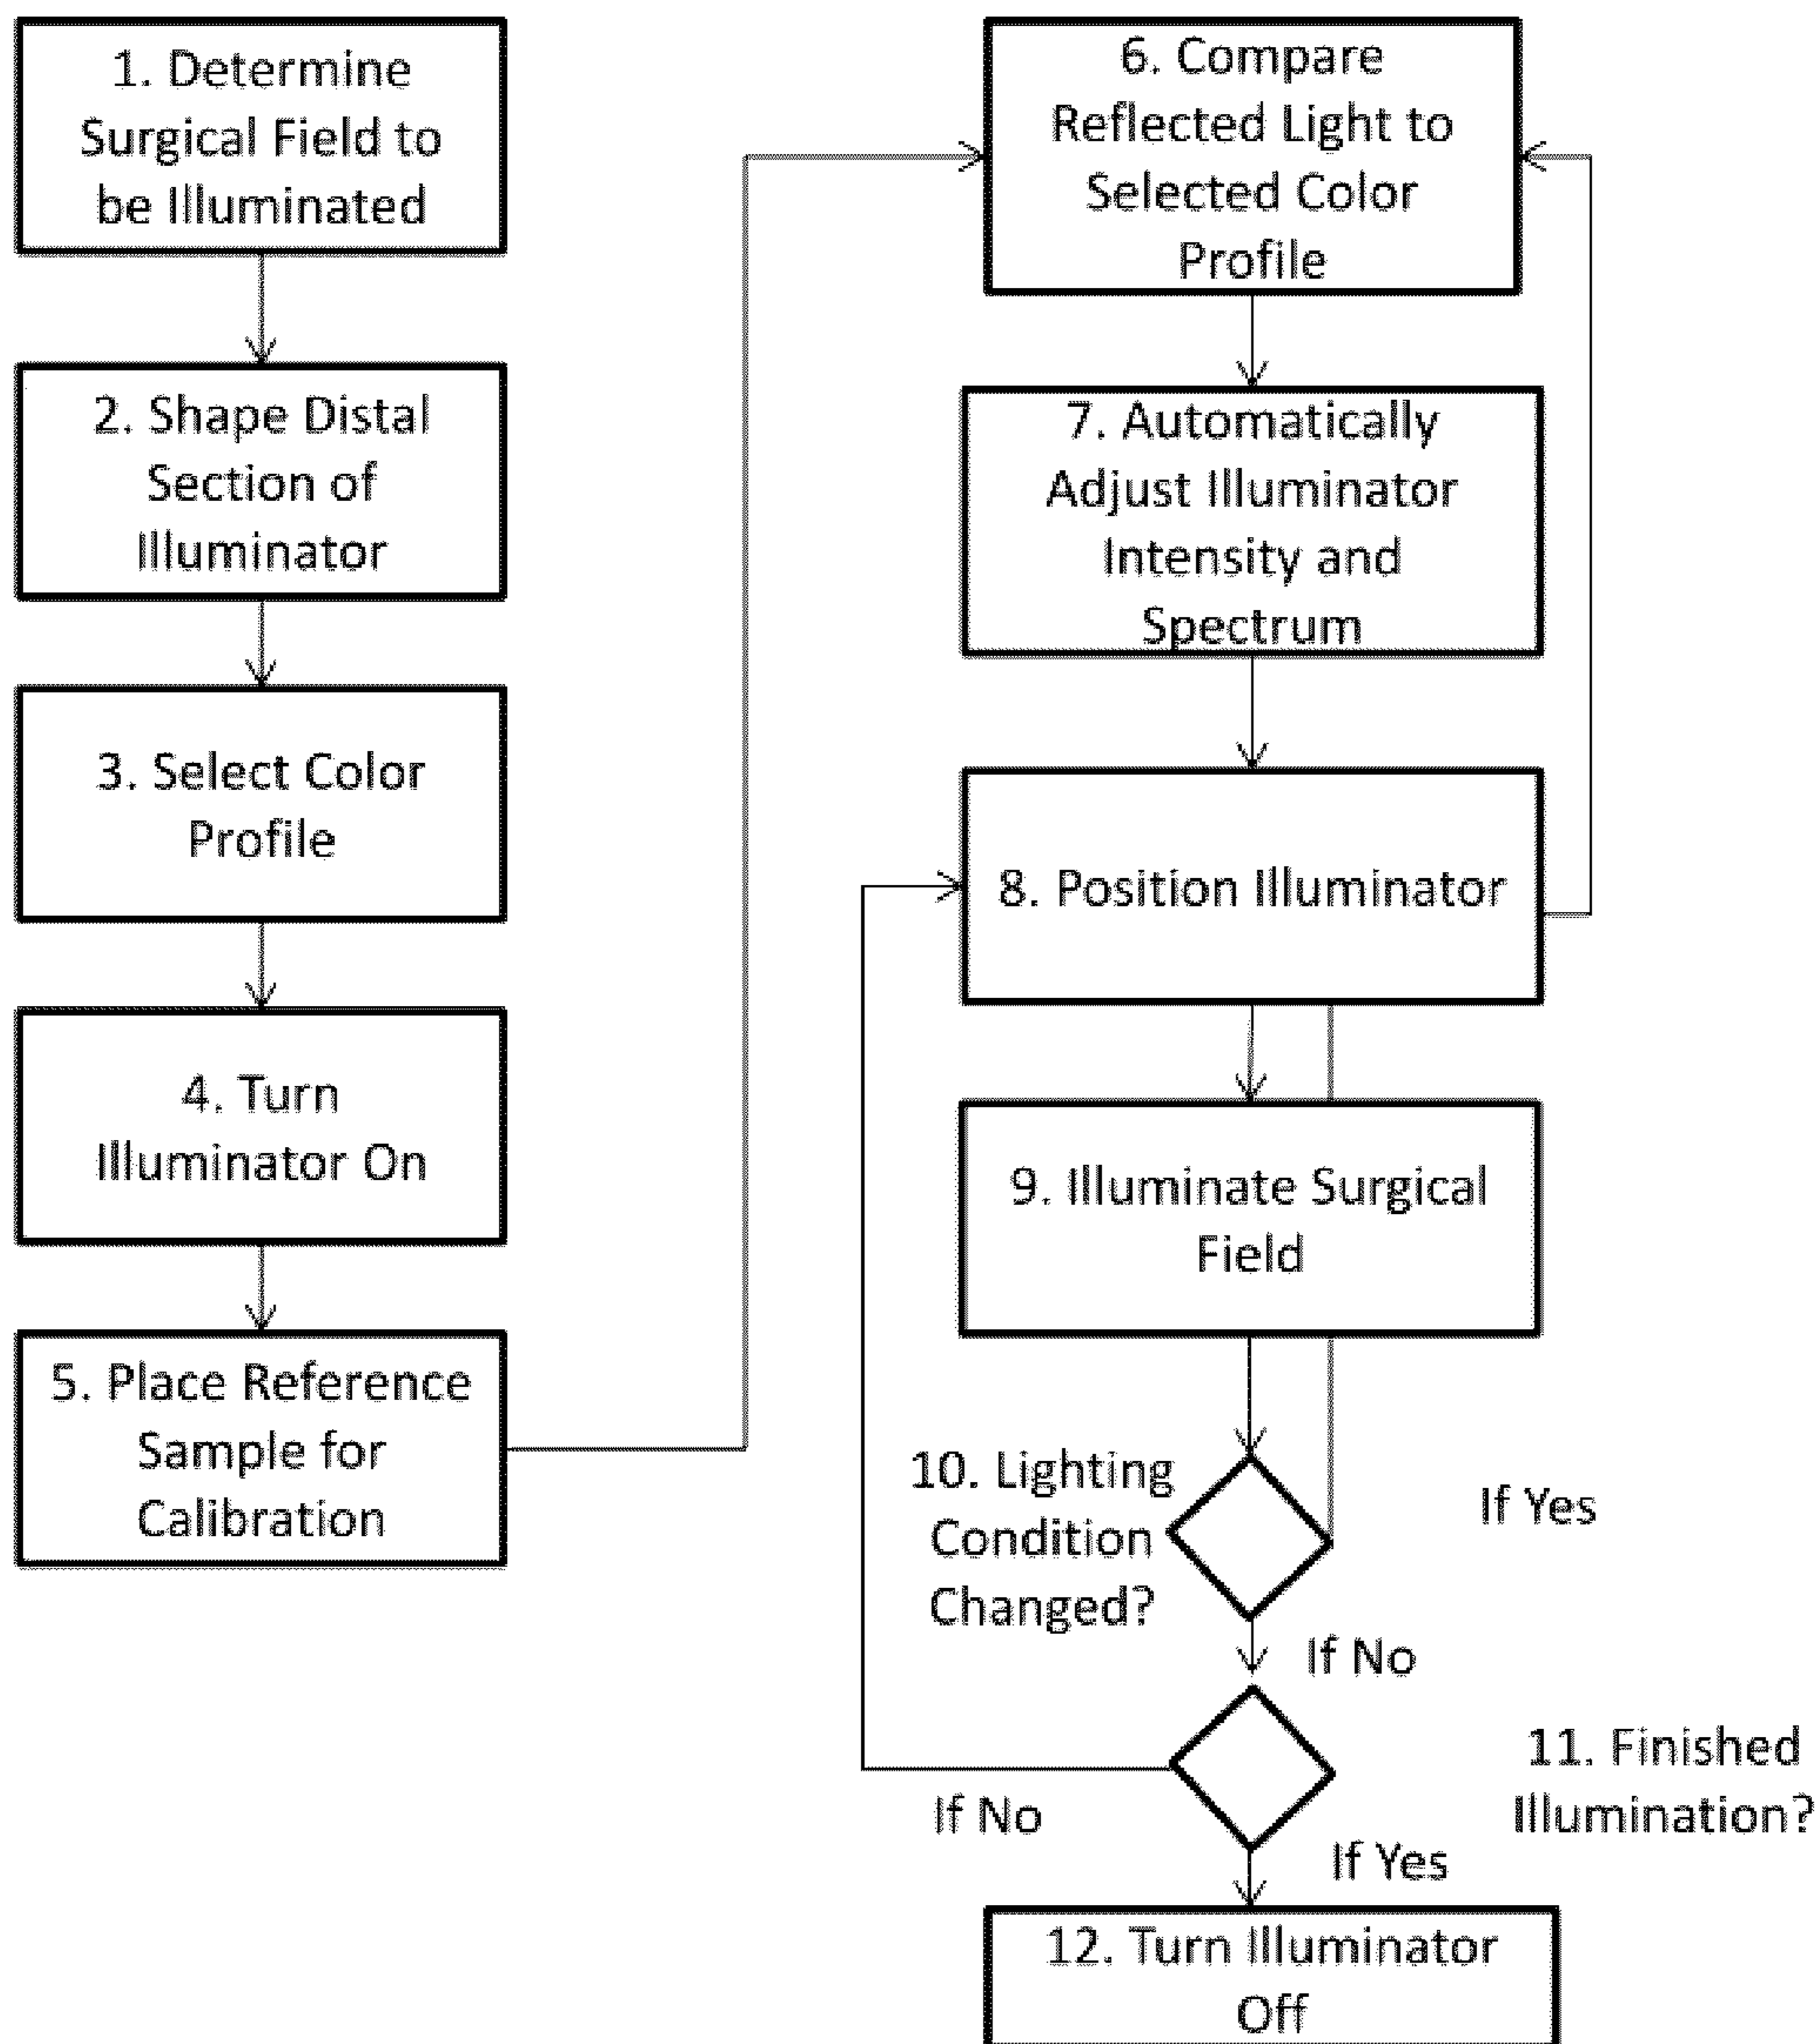 1. Determine
Surgical Field to
be Illuminated
2. Shape Distal
Section of
Illuminator
3. Select Color
Profile
4. Turn
Illuminator On
5. Place Reference
Sample for
Calibration
6. Compare
Reflected Light to
Selected Color
Profile
7. Automatically
Adjust Illuminator
Intensity and
Spectrum
8. Position Illuminator
9. Illuminate Surgical
Field
10. Lighting
Condition
Changed?
If Yes
If No
11. Finished
Illumination?
If No
If Yes
12. Turn Illuminator
Off